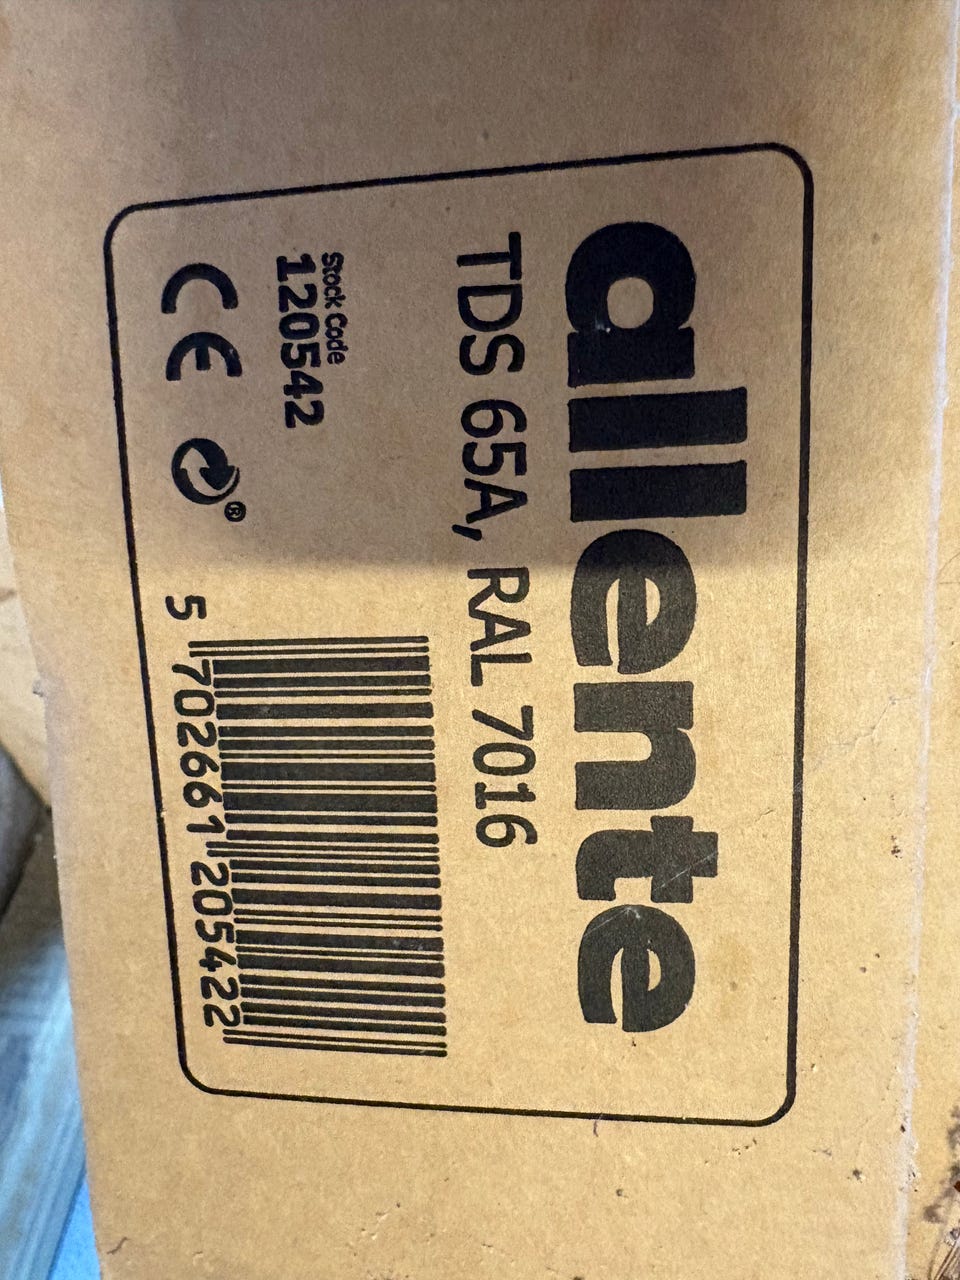 allente
TDS 65A, RAL 7016
Stock Code
120542
CE ®
5 702661 205422